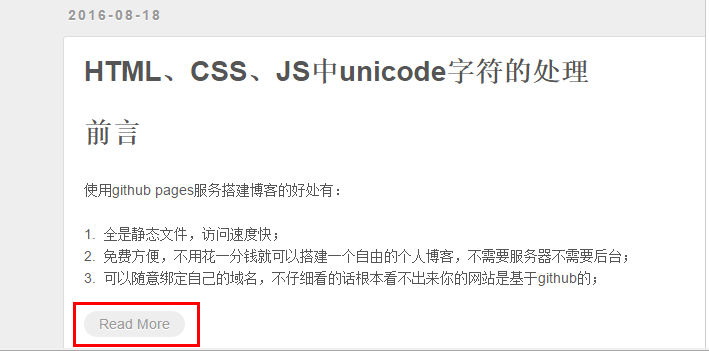 2016-08-18
HTML、CSS、JS中unicode字符的处理
前言
使用github pages服务搭建博客的好处有：
1. 全是静态文件，访问速度快；
2. 免费方便，不用花一分钱就可以搭建一个自由的个人博客，不需要服务器不需要后台；
3. 可以随意绑定自己的域名，不仔细看的话根本看不出来你的网站是基于github的；
Read More